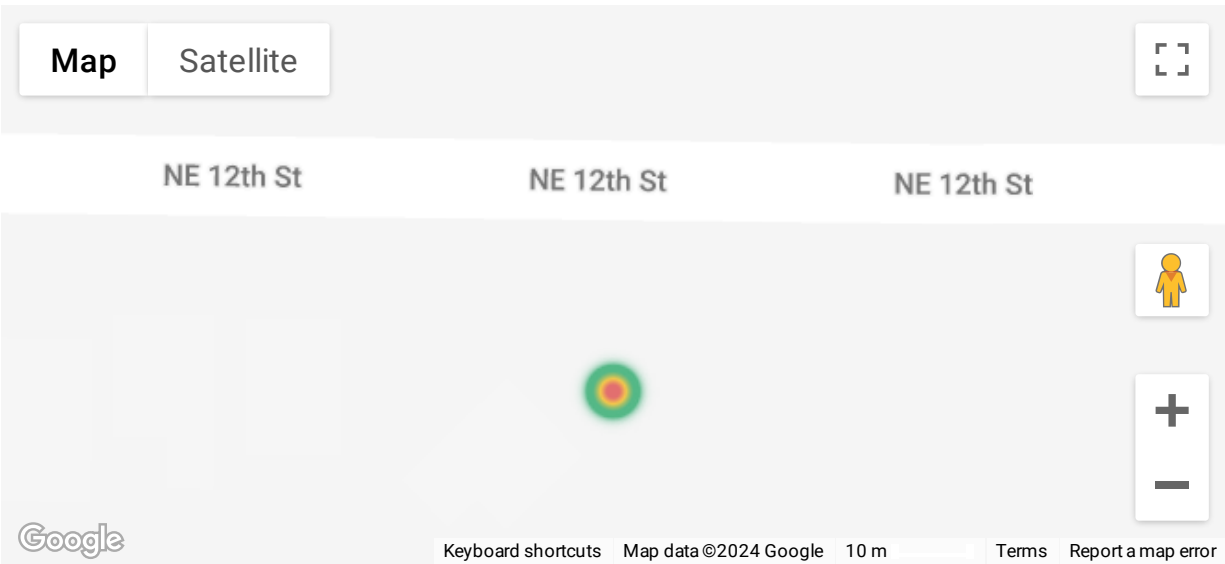 Map
Satellite
NE 12th St
NE 12th St
NE 12th St
Google
Keyboard shortcuts
Map data ©2024 Google
10 m
Terms
Report a map error